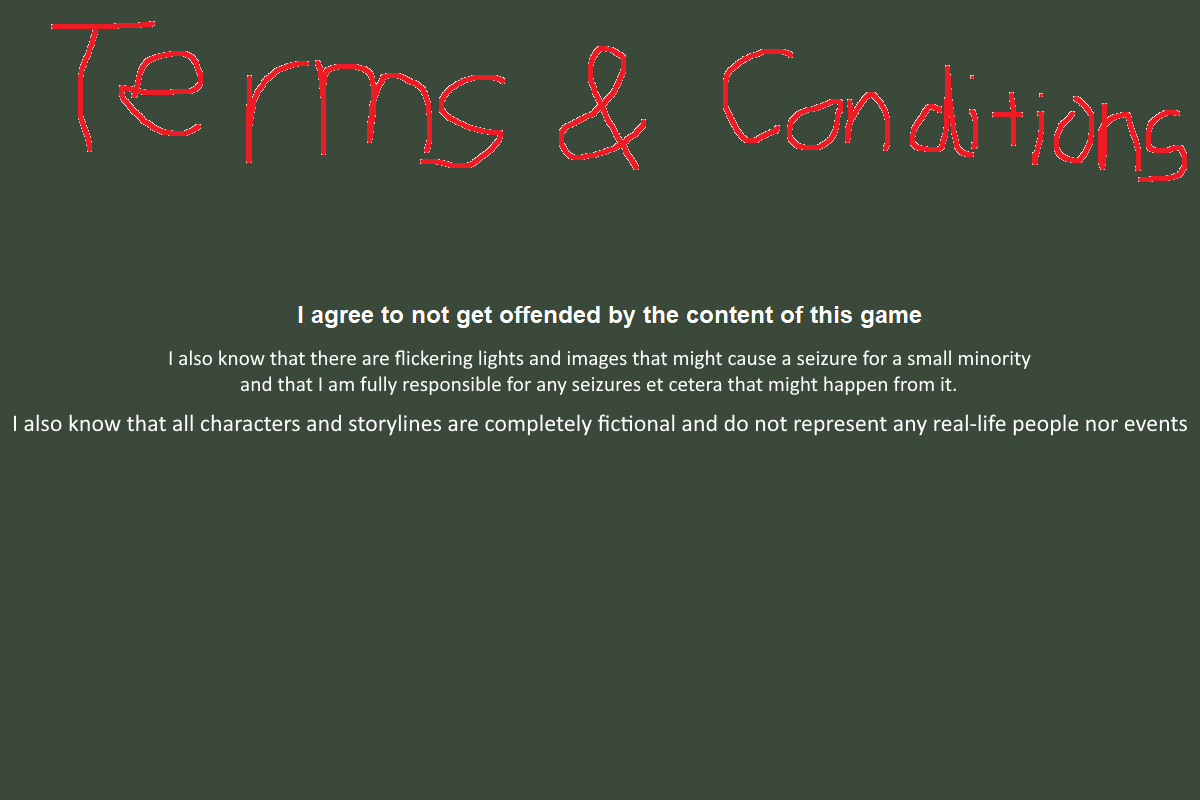 Terms & Conditions
I agree to not get offended by the content of this game
I also know that there are flickering lights and images that might cause a seizure for a small minority
and that I am fully responsible for any seizures et cetera that might happen from it.
I also know that all characters and storylines are completely fictional and do not represent any real-life people nor events